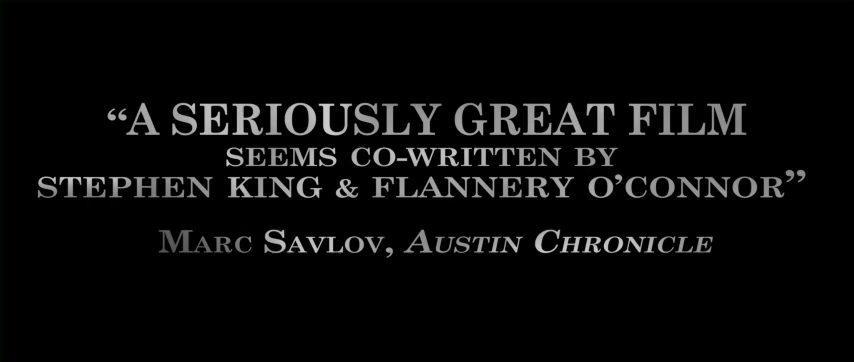 “A SERIOUSLY GREAT FILM
SEEMS CO-WRITTEN BY
STEPHEN KING & FLANNERY O’CONNOR”
MARC SAVLOV, AUSTIN CHRONICLE